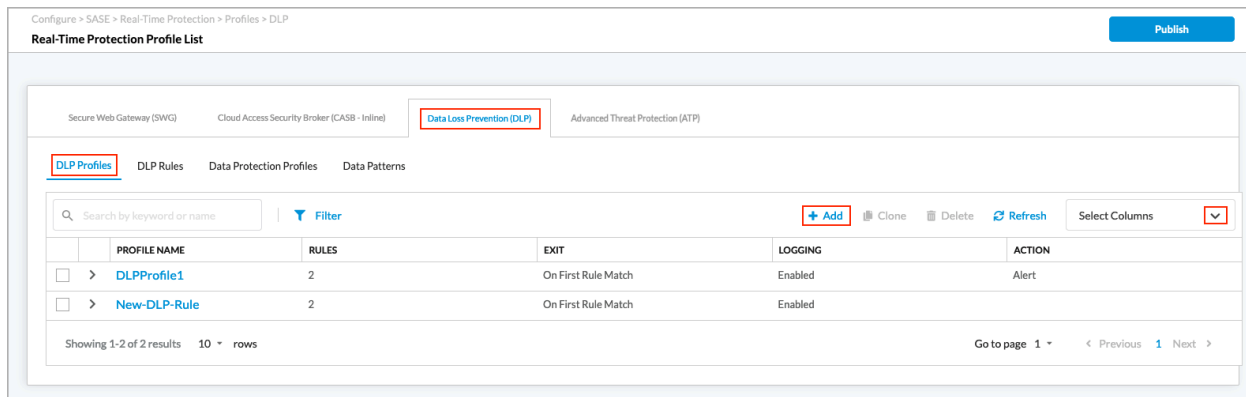 Configure > SASE > Real-Time Protection > Profiles > DLP
Real-Time Protection Profile List
Publish
Secure Web Gateway (SWG) Cloud Access Security Broker (CASB - Inline) Data Loss Prevention (DLP) Advanced Threat Protection (ATP)
DLP Profiles DLP Rules Data Protection Profiles Data Patterns
Search by keyword or name Filter + Add Clone Delete Refresh Select Columns
PROFILE NAME RULES EXIT LOGGING ACTION
> DLPProfile1 2 On First Rule Match Enabled Alert
> New-DLP-Rule 2 On First Rule Match Enabled
Showing 1-2 of 2 results 10 rows Go to page 1 < Previous 1 Next >